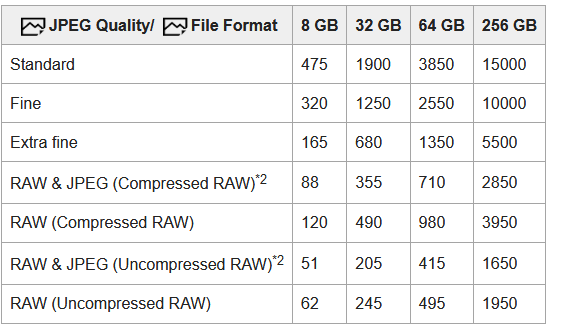 JPEG Quality/ File Format 8 GB 32 GB 64 GB 256 GB
Standard 475 1900 3850 15000
Fine 320 1250 2550 10000
Extra fine 165 680 1350 5500
RAW & JPEG (Compressed RAW)*2 88 355 710 2850
RAW (Compressed RAW) 120 490 980 3950
RAW & JPEG (Uncompressed RAW)*2 51 205 415 1650
RAW (Uncompressed RAW) 62 245 495 1950